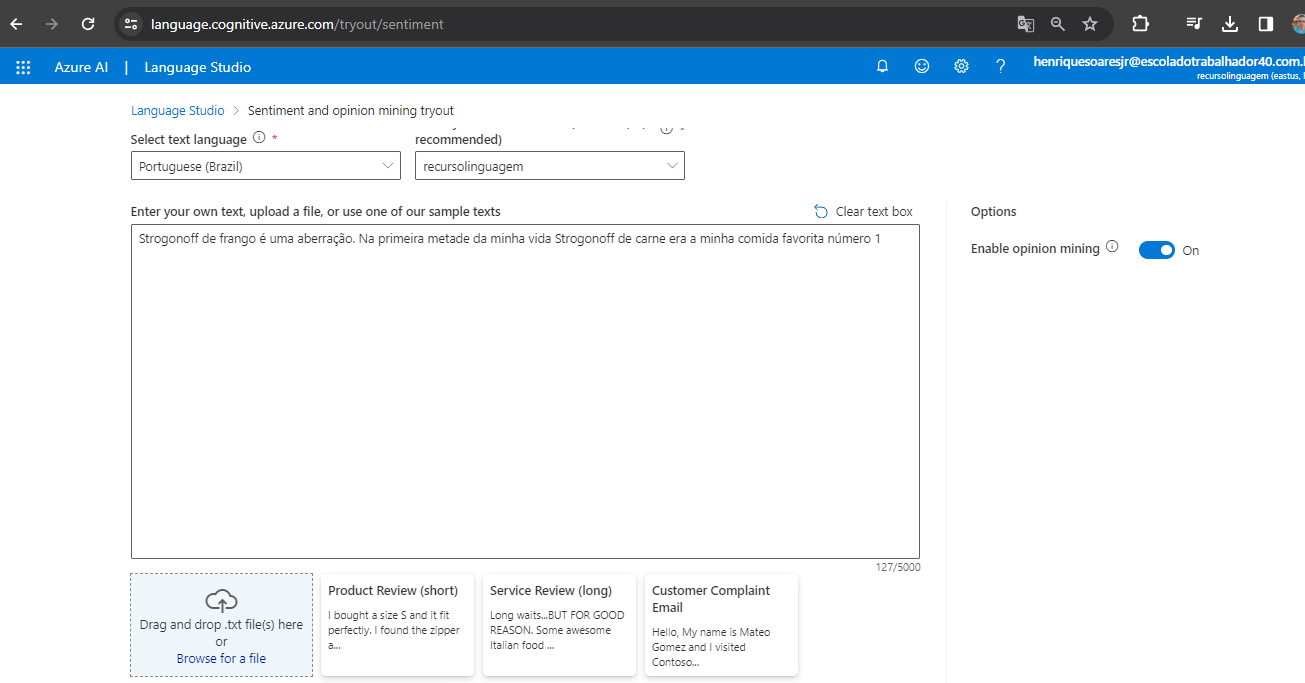 language.cognitive.azure.com/tryout/sentiment
Azure AI | Language Studio
henriquesoaresjr@escoladotrabalhador40.com.
recursolinguagem (eastus,
Language Studio > Sentiment and opinion mining tryout
Select text language *
recommended)
Portuguese (Brazil)
recursolinguagem
Enter your own text, upload a file, or use one of our sample texts
Clear text box
Strogonoff de frango é uma aberração. Na primeira metade da minha vida Strogonoff de carne era a minha comida favorita número 1
127/5000
Options
Enable opinion mining
On
Drag and drop .txt file(s) here
or
Browse for a file
Product Review (short)
I bought a size S and it fit
perfectly. I found the zipper
a...
Service Review (long)
Long waits...BUT FOR GOOD
REASON. Some awesome
Italian food ...
Customer Complaint
Email
Hello, My name is Mateo
Gomez and I visited
Contoso...